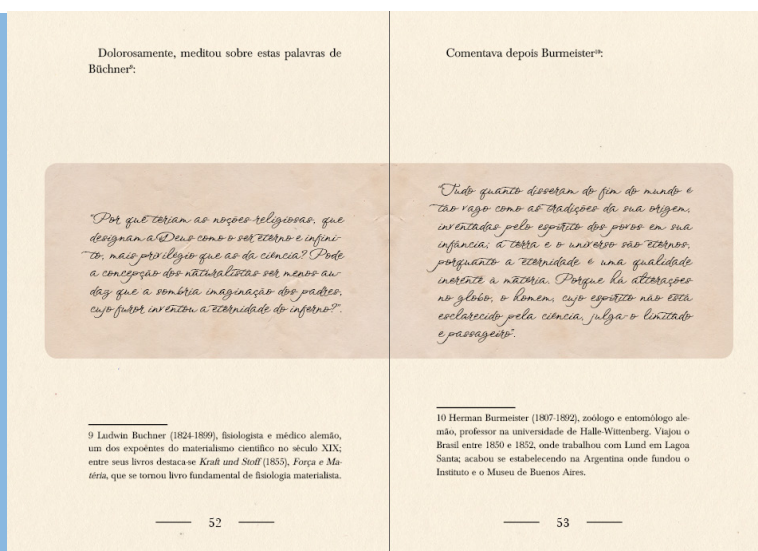 Dolorosamente, meditou sobre estas palavras de
Büchner⁹:
"Por que teriam as noções religiosas, que
designam a Deus como o ser eterno e infini-
to, mais privilégio que as da ciência? Pode
a concepção dos naturalistas ser menos au-
daz que a sombria imaginação dos padres,
cujo furor inventou a eternidade do inferno?".
9 Ludwin Buchner (1824-1899), fisiologista e médico alemão,
um dos expoêntes do materialismo científico no século XIX;
entre seus livros destaca-se Kraft und Stoff (1855), Força e Ma-
téria, que se tornou livro fundamental de fisiologia materialista.
52
Comentava depois Burmeister¹⁰:
"Tudo quanto disseram do fim do mundo é
tão vago como as tradições da sua origem,
inventadas pelo espírito dos povos em sua
infância; a terra e o universo são eternos,
porquanto a eternidade é uma qualidade
inerente à matéria. Porque há alterações
no globo, o homem, cujo espírito não está
esclarecido pela ciência, julga-o limitado
e passageiro".
10 Herman Burmeister (1807-1892), zoólogo e entomólogo ale-
mão, professor na universidade de Halle-Wittenberg. Viajou o
Brasil entre 1850 e 1852, onde trabalhou com Lund em Lagoa
Santa; acabou se estabelecendo na Argentina onde fundou o
Instituto e o Museu de Buenos Aires.
53